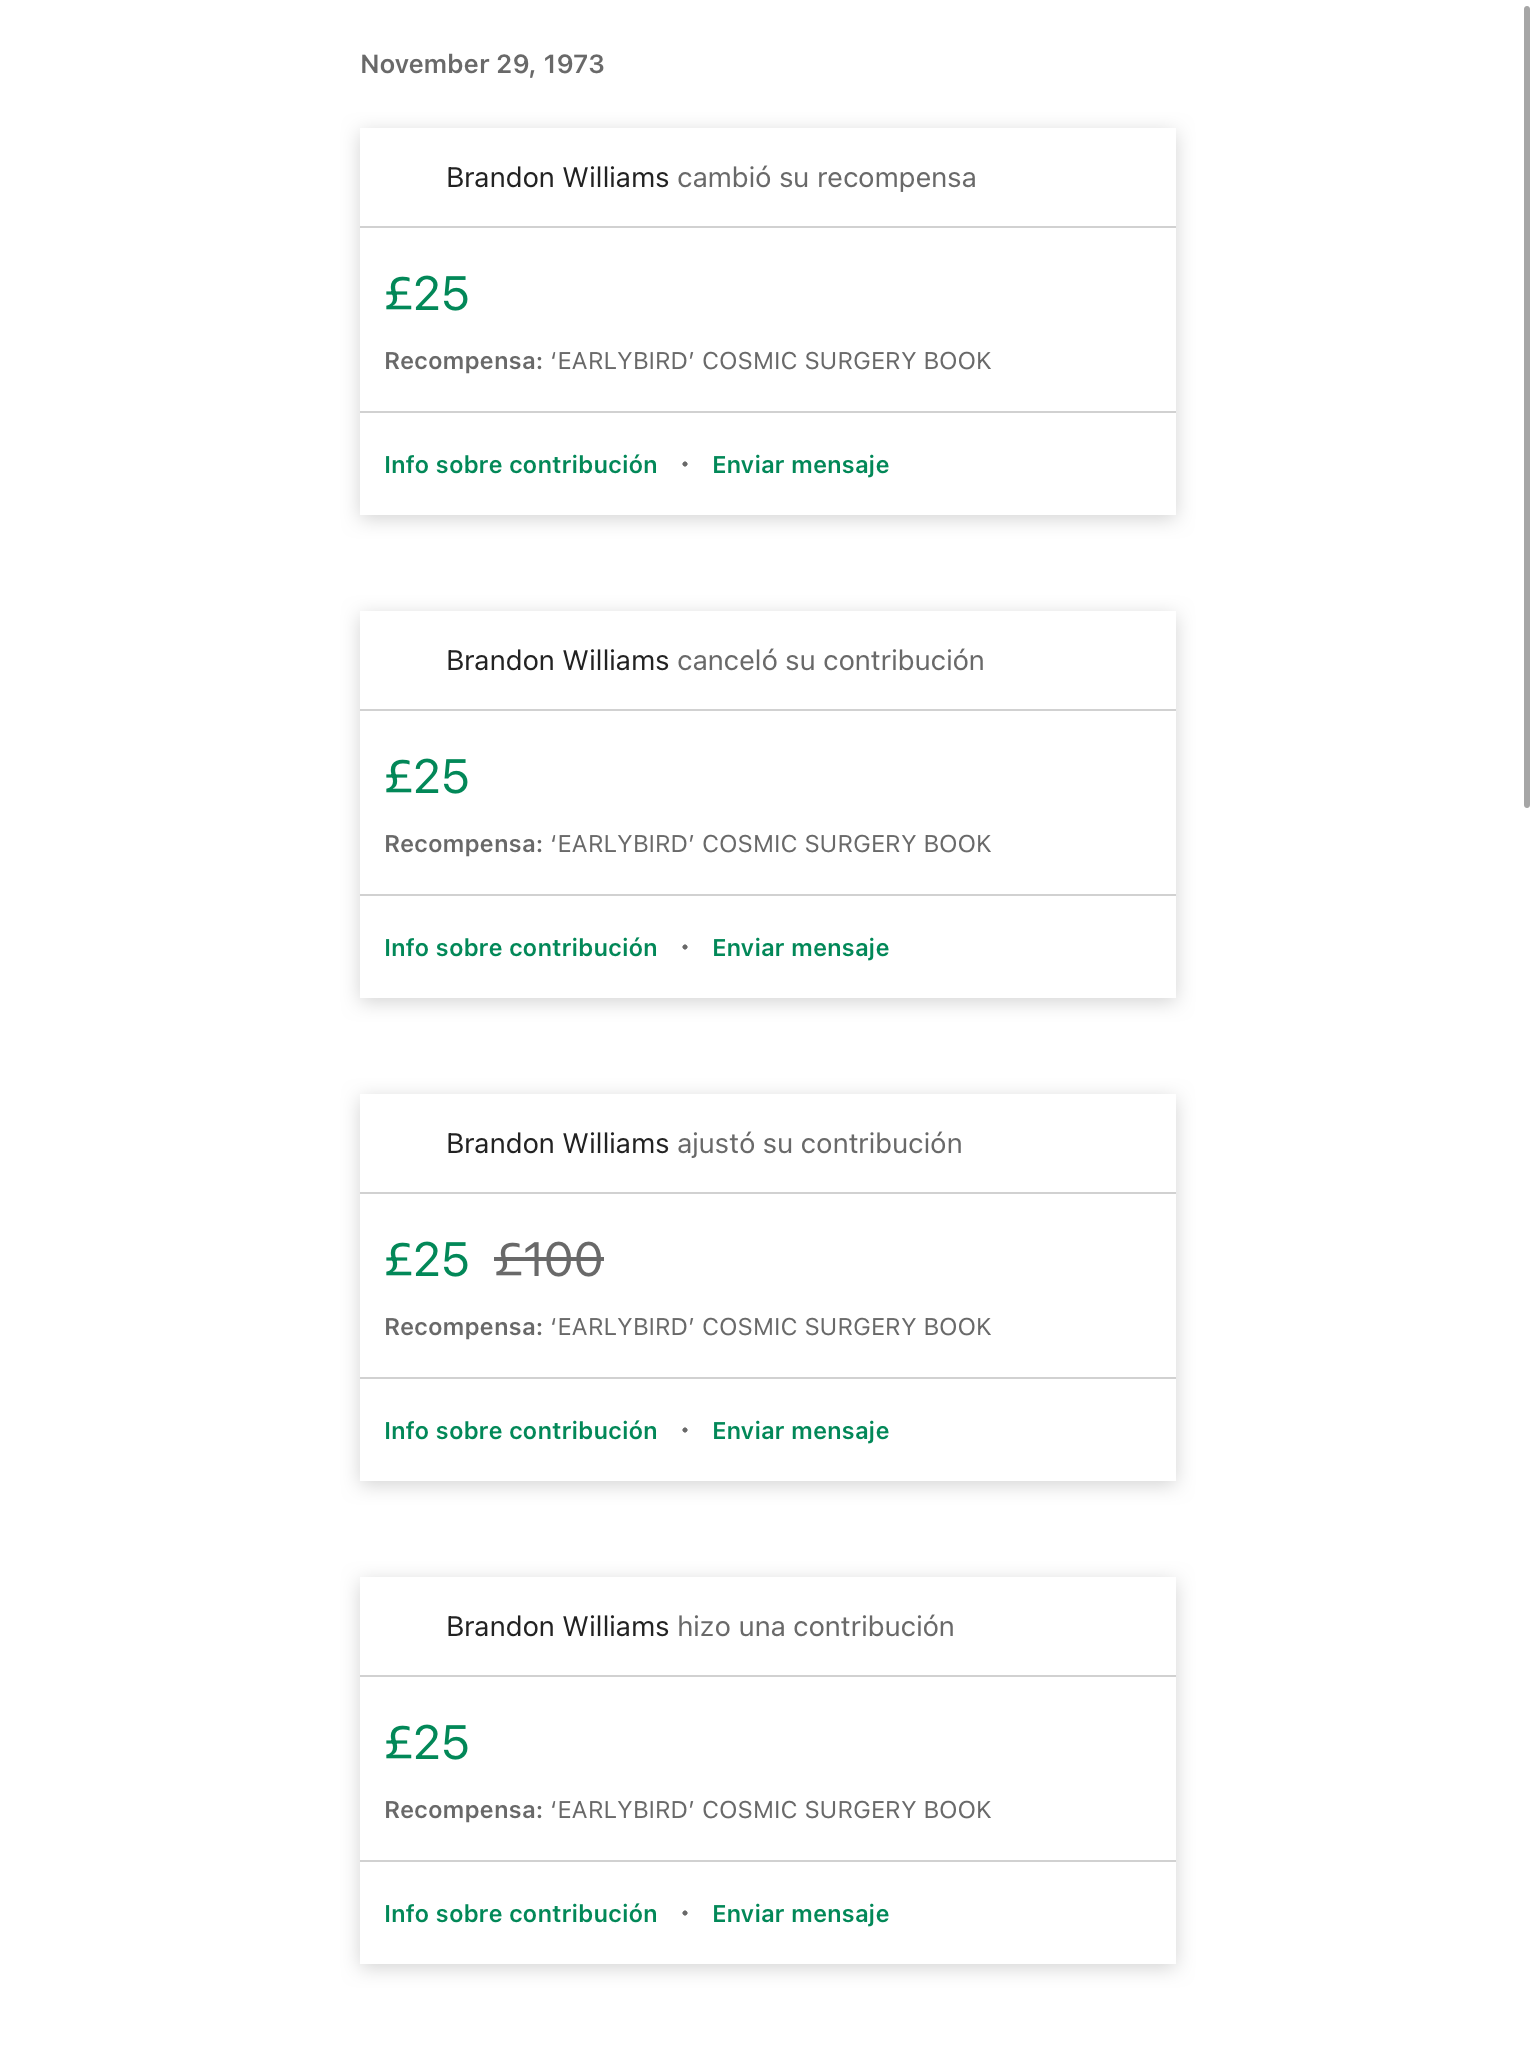 November 29, 1973
Brandon Williams cambió su recompensa
£25
Recompensa: ‘EARLYBIRD’ COSMIC SURGERY BOOK
Info sobre contribución • Enviar mensaje
Brandon Williams canceló su contribución
£25
Recompensa: ‘EARLYBIRD’ COSMIC SURGERY BOOK
Info sobre contribución • Enviar mensaje
Brandon Williams ajustó su contribución
£25 £100
Recompensa: ‘EARLYBIRD’ COSMIC SURGERY BOOK
Info sobre contribución • Enviar mensaje
Brandon Williams hizo una contribución
£25
Recompensa: ‘EARLYBIRD’ COSMIC SURGERY BOOK
Info sobre contribución • Enviar mensaje